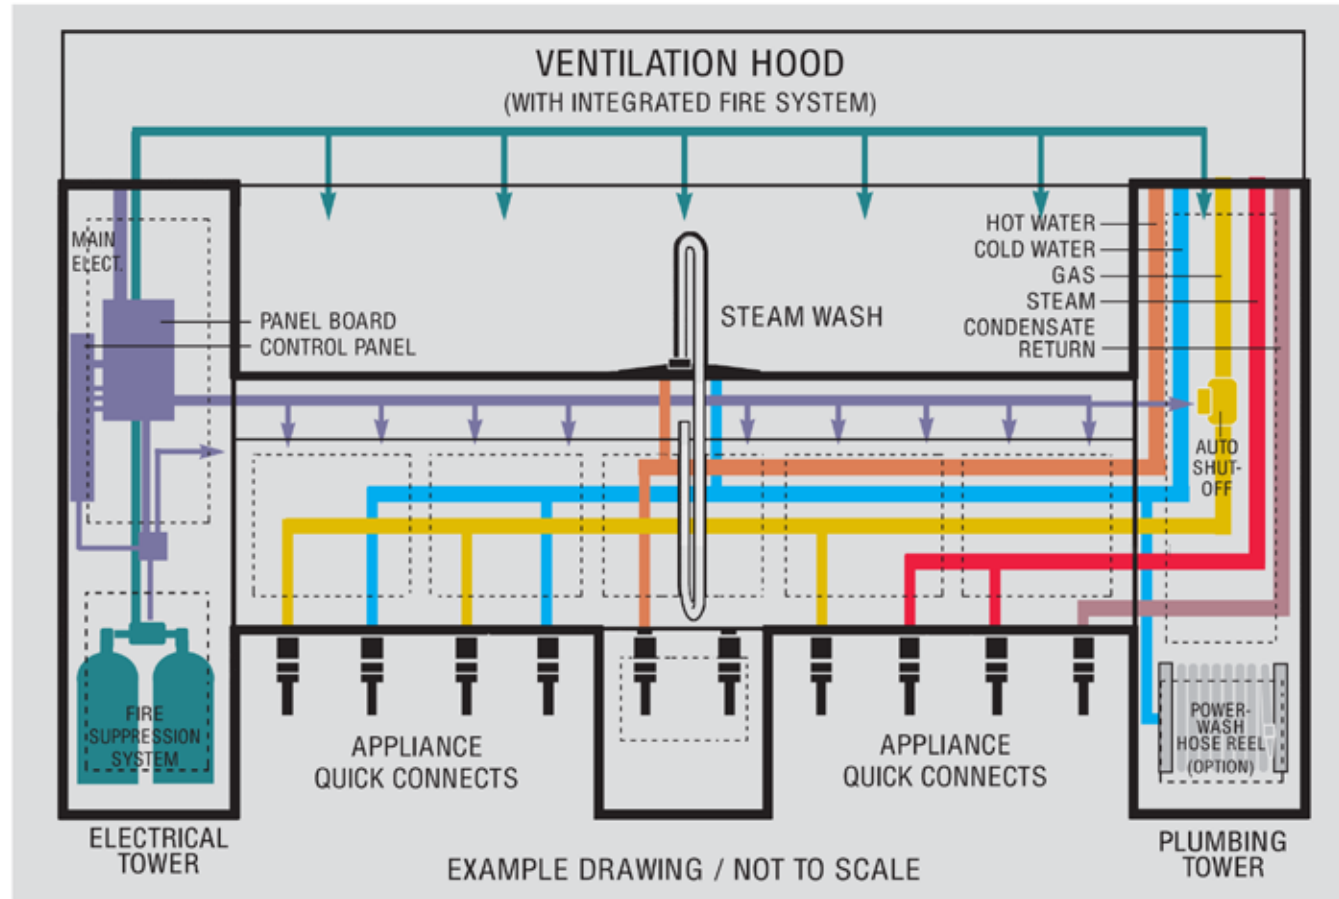 VENTILATION HOOD
(WITH INTEGRATED FIRE SYSTEM)
MAIN
ELECT.
PANEL BOARD
CONTROL PANEL
STEAM WASH
HOT WATER
COLD WATER
GAS
STEAM
CONDENSATE
RETURN
AUTO
SHUT-
OFF
FIRE
SUPPRESSION
SYSTEM
APPLIANCE
QUICK CONNECTS
APPLIANCE
QUICK CONNECTS
POWER-
WASH
HOSE REEL
(OPTION)
ELECTRICAL
TOWER
EXAMPLE DRAWING / NOT TO SCALE
PLUMBING
TOWER